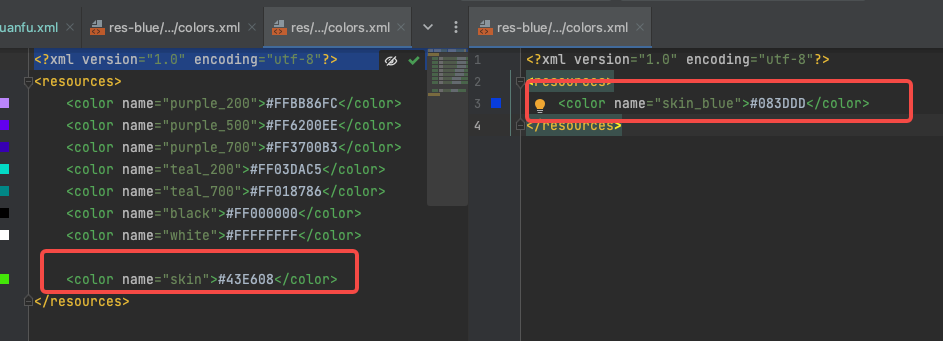 uanfu.xml
res-blue/.../colors.xml
res/.../colors.xml
res-blue/.../colors.xml
<?xml version="1.0" encoding="utf-8"?>
<resources>
<color name="purple_200">#FFBB86FC</color>
<color name="purple_500">#FF6200EE</color>
<color name="purple_700">#FF3700B3</color>
<color name="teal_200">#FF03DAC5</color>
<color name="teal_700">#FF018786</color>
<color name="black">#FF000000</color>
<color name="white">#FFFFFFFF</color>
<color name="skin">#43E608</color>
</resources>
1 <?xml version="1.0" encoding="utf-8"?>
2 <resources>
3 <color name="skin_blue">#083DDD</color>
4 </resources>